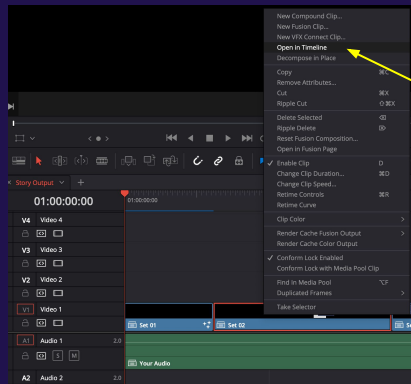 New Compound Clip...
New Fusion Clip...
New VFX Connect Clip...
Open in Timeline
Decompose in Place
Copy ⌘C
Remove Attributes...
Cut ⌘X
Ripple Cut ⇧⌘X
Delete Selected ⌫
Ripple Delete ⌦
Reset Fusion Composition...
Open in Fusion Page
✓ Enable Clip D
Change Clip Duration... ⌘D
Change Clip Speed...
Retime Controls ⌘R
Retime Curve
Clip Color >
Render Cache Fusion Output >
Render Cache Color Output
✓ Conform Lock Enabled
Conform Lock with Media Pool Clip
Find in Media Pool ⌥F
Duplicated Frames >
Take Selector
Story Output
01:00:00:00
01:00:00:00
V4 Video 4
V3 Video 3
V2 Video 2
V1 Video 1
Set 01
Set 02
A1 Audio 1 2.0
S M
Your Audio
A2 Audio 2 2.0